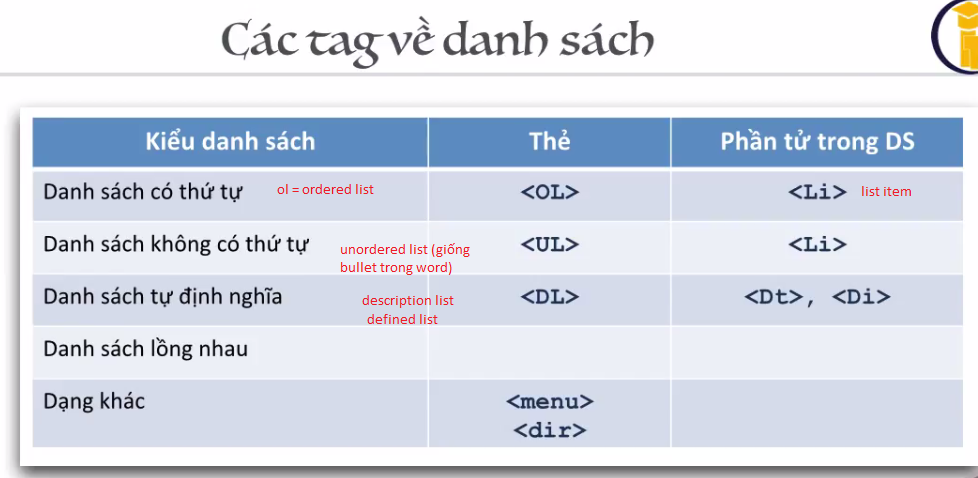 Các tag về danh sách
Kiểu danh sách Thẻ Phần tử trong DS
Danh sách có thứ tự ol = ordered list <OL> <Li> list item
Danh sách không có thứ tự <UL> <Li>
unordered list (giống
bullet trong word)
Danh sách tự định nghĩa description list <DL> <Dt>, <Di>
defined list
Danh sách lồng nhau
Dạng khác <menu>
<dir>